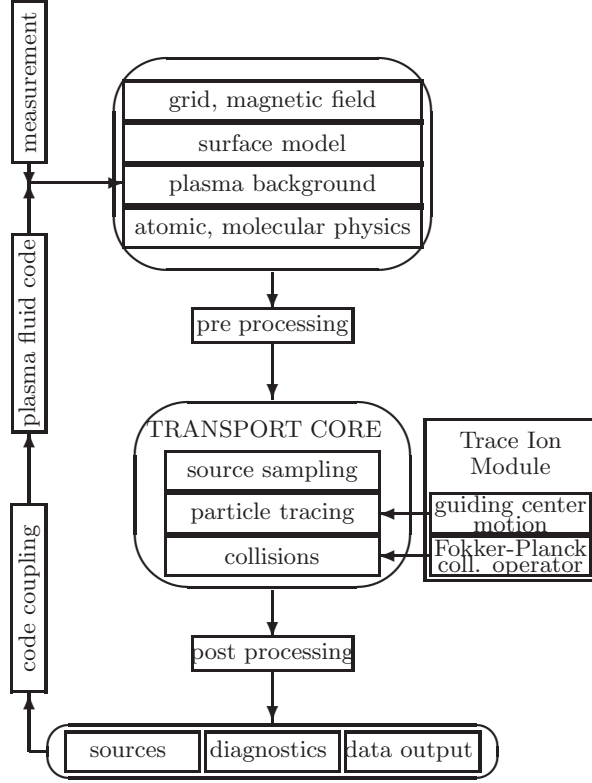 measurement
grid, magnetic field
surface model
plasma background
atomic, molecular physics
plasma fluid code
pre processing
TRANSPORT CORE
source sampling
particle tracing
collisions
Trace Ion
Module
guiding center
motion
Fokker-Planck
coll. operator
code coupling
post processing
sources
diagnostics
data output